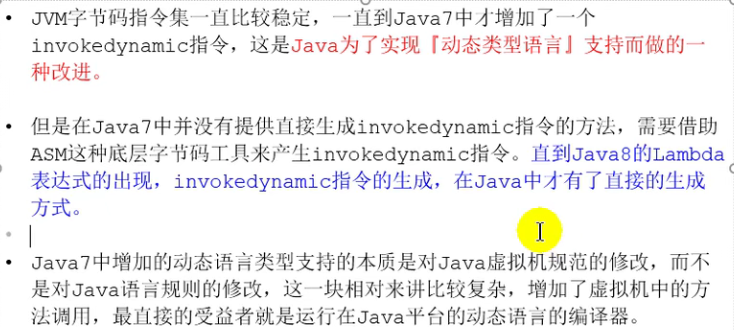 • JVM字节码指令集一直比较稳定，一直到Java7中才增加了一个
invokedynamic指令，这是Java为了实现『动态类型语言』支持而做的一
种改进。
• 但是在Java7中并没有提供直接生成invokedynamic指令的方法，需要借助
ASM这种底层字节码工具来产生invokedynamic指令。直到Java8的Lambda
表达式的出现，invokedynamic指令的生成，在Java中才有了直接的生成
方式。
• Java7中增加的动态语言类型支持的本质是对Java虚拟机规范的修改，而不
是对Java语言规则的修改，这一块相对来讲比较复杂，增加了虚拟机中的方
法调用，最直接的受益者就是运行在Java平台的动态语言的编译器。